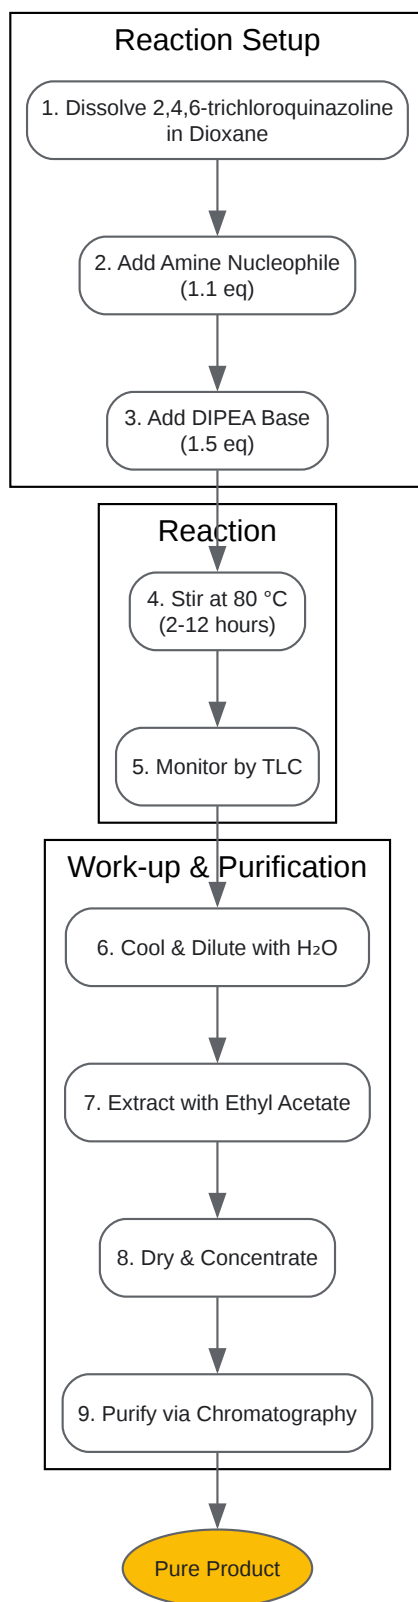 Reaction Setup
1. Dissolve 2,4,6-trichloroquinazoline
in Dioxane
2. Add Amine Nucleophile
(1.1 eq)
3. Add DIPEA Base
(1.5 eq)
Reaction
4. Stir at 80 °C
(2-12 hours)
5. Monitor by TLC
Work-up & Purification
6. Cool & Dilute with H₂O
7. Extract with Ethyl Acetate
8. Dry & Concentrate
9. Purify via Chromatography
Pure Product